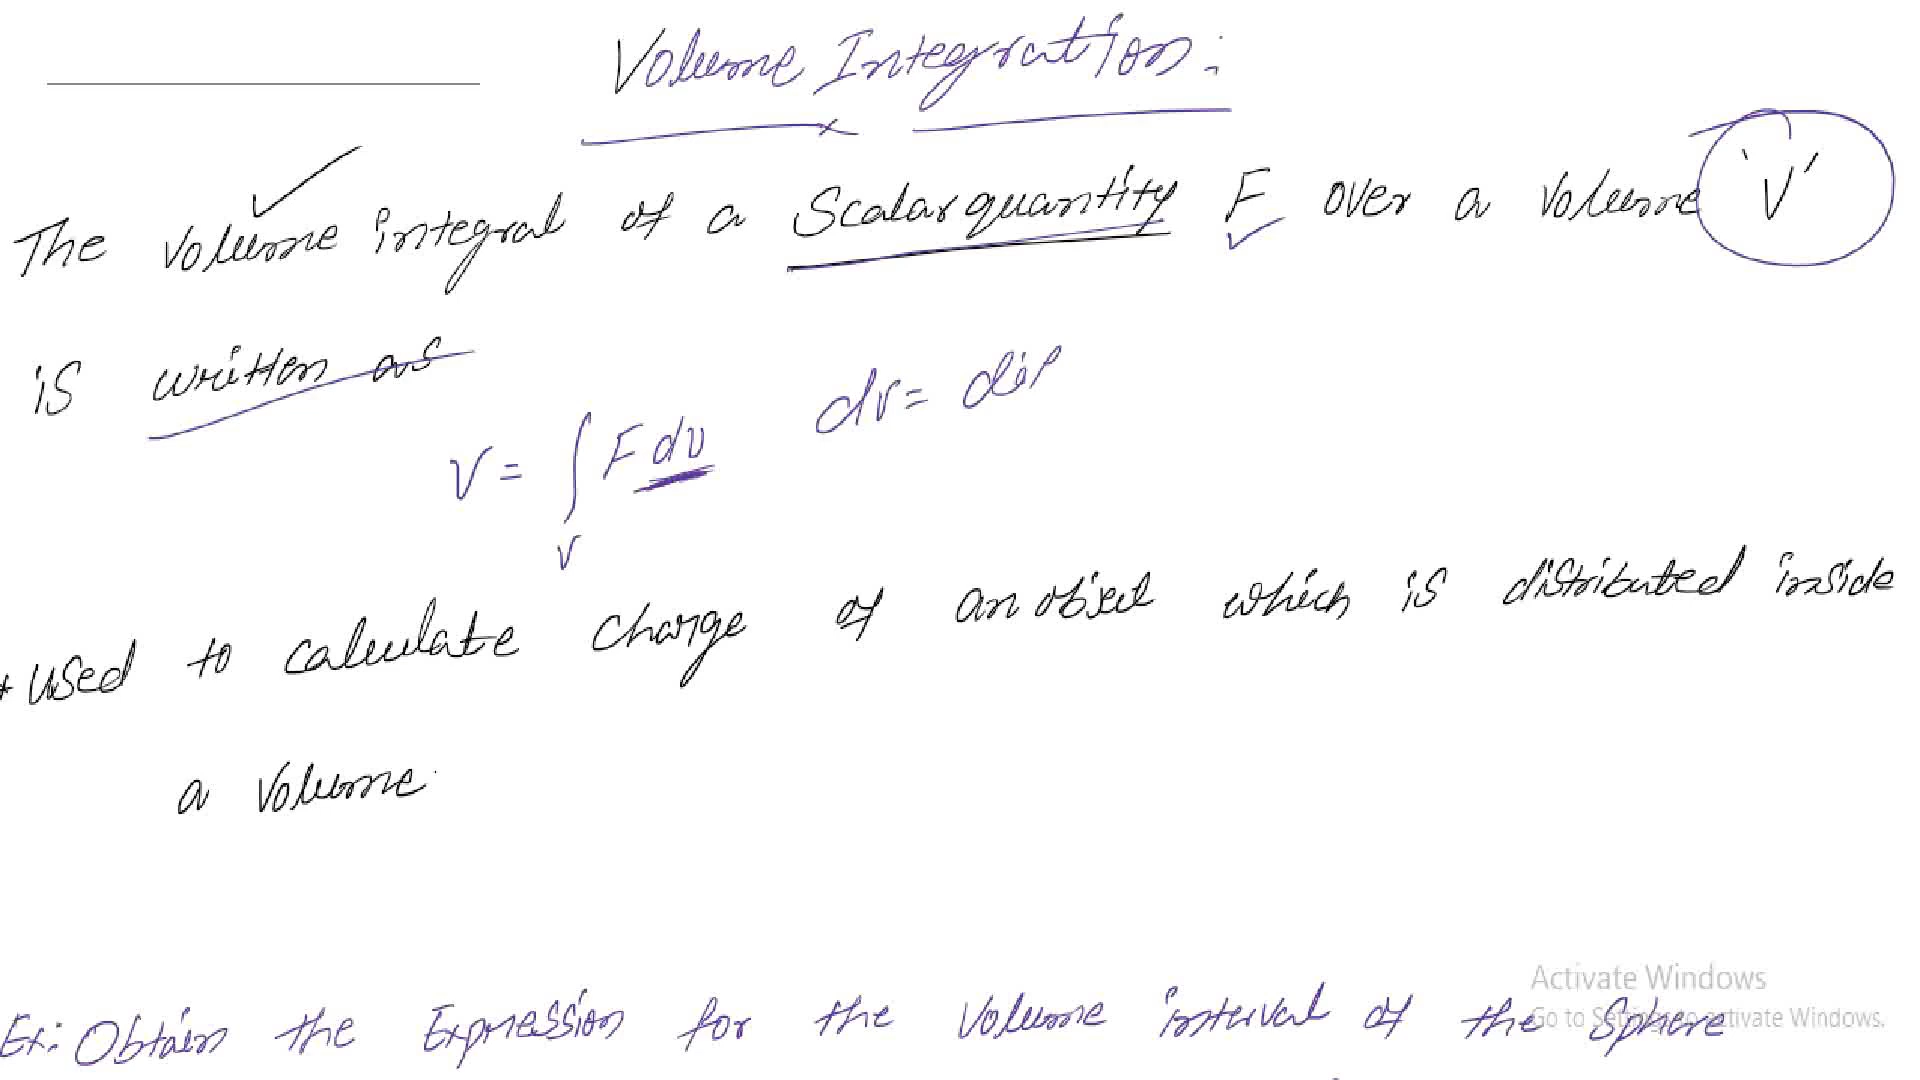 Volume Integration:
The volume integral of a Scalar quantity F over a volume 'V'
is written as
V = ∫ F dv dv =
V
* Used to calculate charge of an object which is distributed inside
a volume.
Activate Windows
Go to Settings to activate Windows.
Ex: Obtain the Expression for the Volume interval of the Sphere